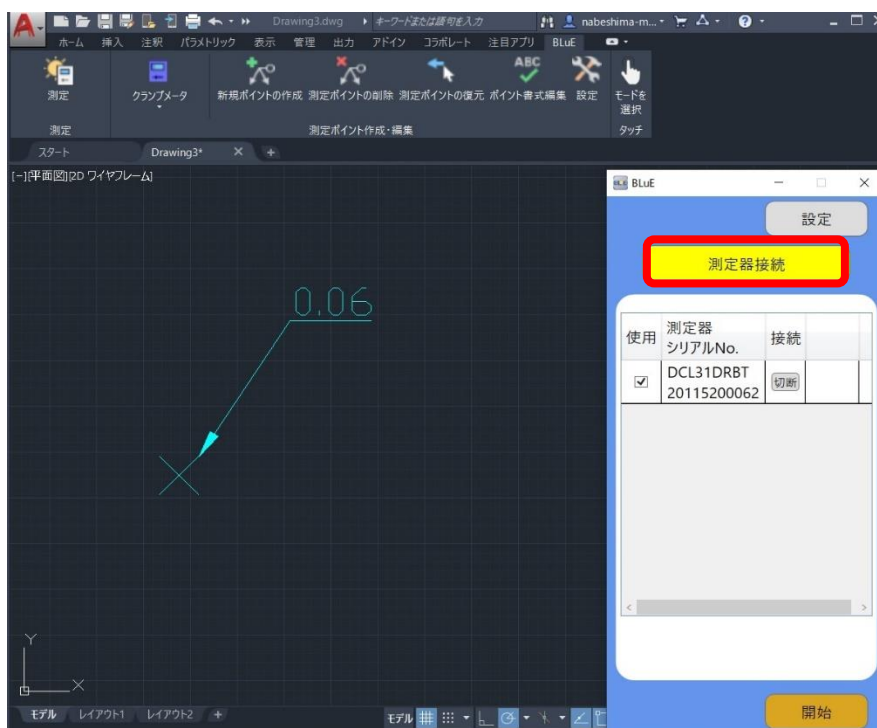 Drawing3.dwg
キーワードまたは語句を入力
nabeshima-m...
ホーム 挿入 注釈 パラメトリック 表示 管理 出力 アドイン コラボレート 注目アプリ BLuE
測定 クランプメータ 新規ポイントの作成 測定ポイントの削除 測定ポイントの復元 ポイント書式編集 設定 モードを
選択
測定 測定ポイント作成・編集 タッチ
スタート Drawing3* × +
[-][平面図][2D ワイヤフレーム]
0.06
Y
X
BLuE
設定
測定器接続
使用 測定器 接続
シリアルNo.
DCL31DRBT 切断
20115200062
開始
モデル レイアウト1 レイアウト2 +
モデル
A
ABC